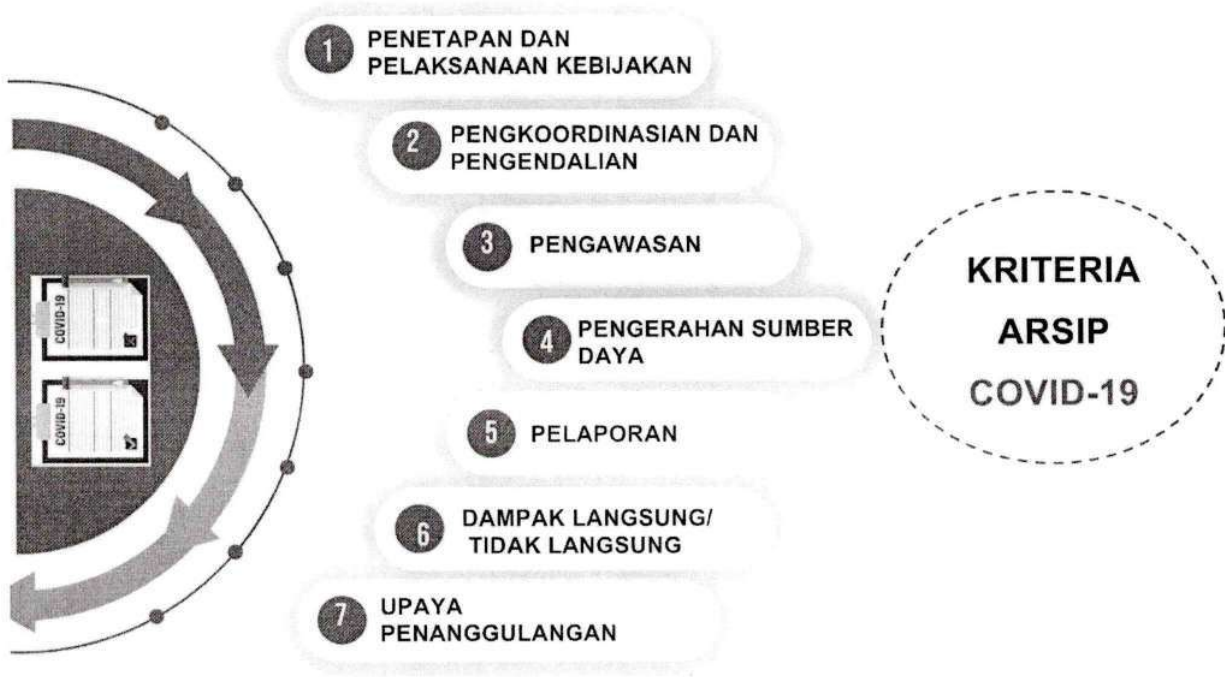 1 PENETAPAN DAN
PELAKSANAAN KEBIJAKAN
2 PENGKOORDINASIAN DAN
PENGENDALIAN
3 PENGAWASAN
4 PENGERAHAN SUMBER
DAYA
5 PELAPORAN
6 DAMPAK LANGSUNG/
TIDAK LANGSUNG
7 UPAYA
PENANGGULANGAN
KRITERIA
ARSIP
COVID-19
COVID-19
COVID-19